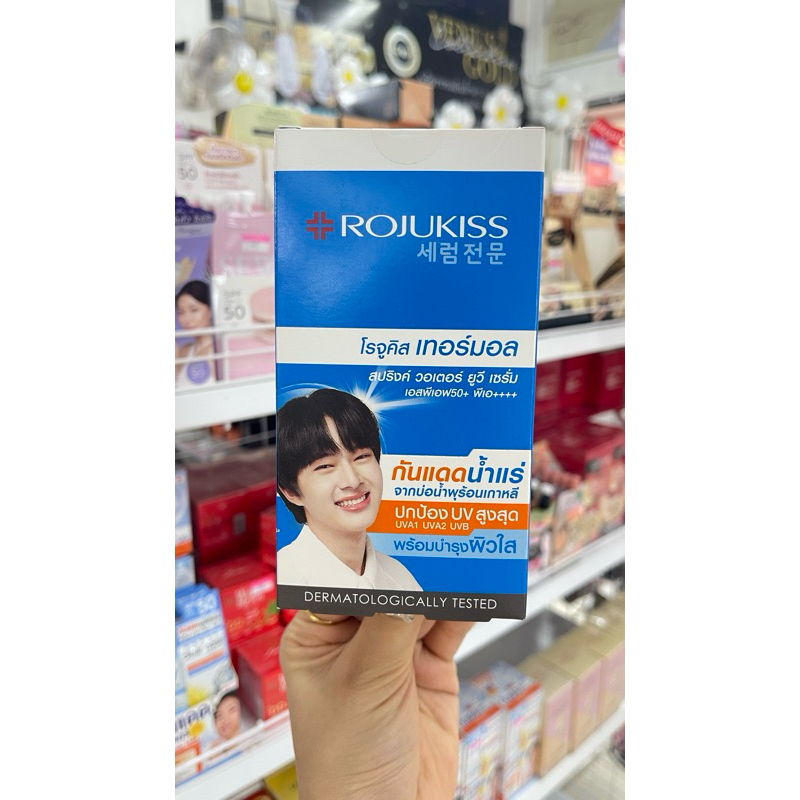 ROJUKISS
세럼전문
โรจูคิส เทอร์มอล
สปริงค์ วอเตอร์ ยูวี เซรั่ม
เอสพีเอฟ50+ พีเอ++++
กันแดดน้ำแร่
จากบ่อน้ำพุร้อนเกาหลี
ปกป้อง UV สูงสุด
UVA1 UVA2 UVB
พร้อมบำรุงผิวใส
DERMATOLOGICALLY TESTED
GOLD
50
SPF
50